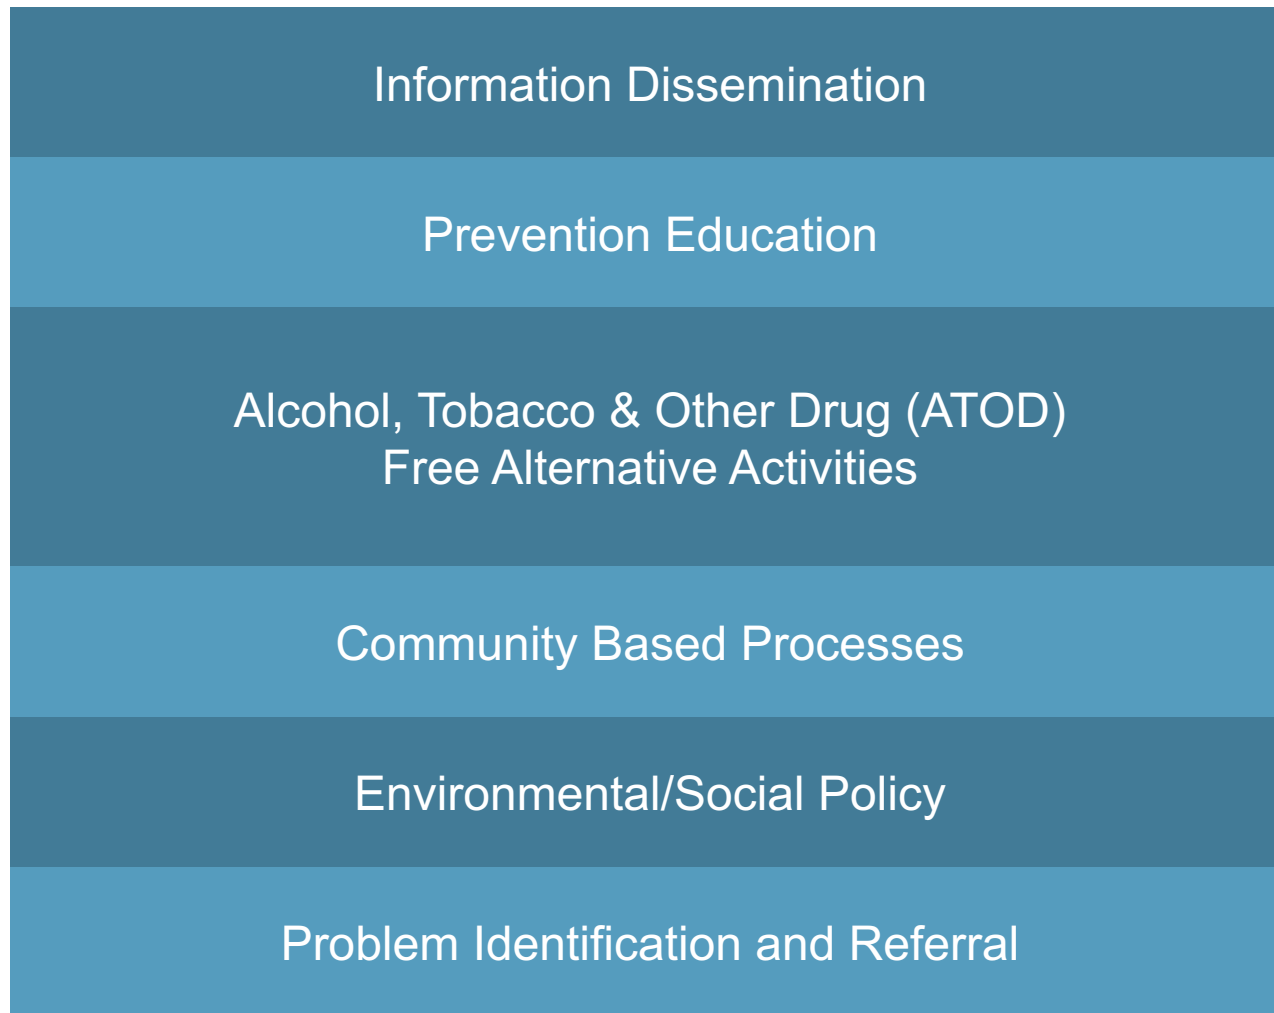 Information Dissemination
Prevention Education
Alcohol, Tobacco & Other Drug (ATOD)
Free Alternative Activities
Community Based Processes
Environmental/Social Policy
Problem Identification and Referral